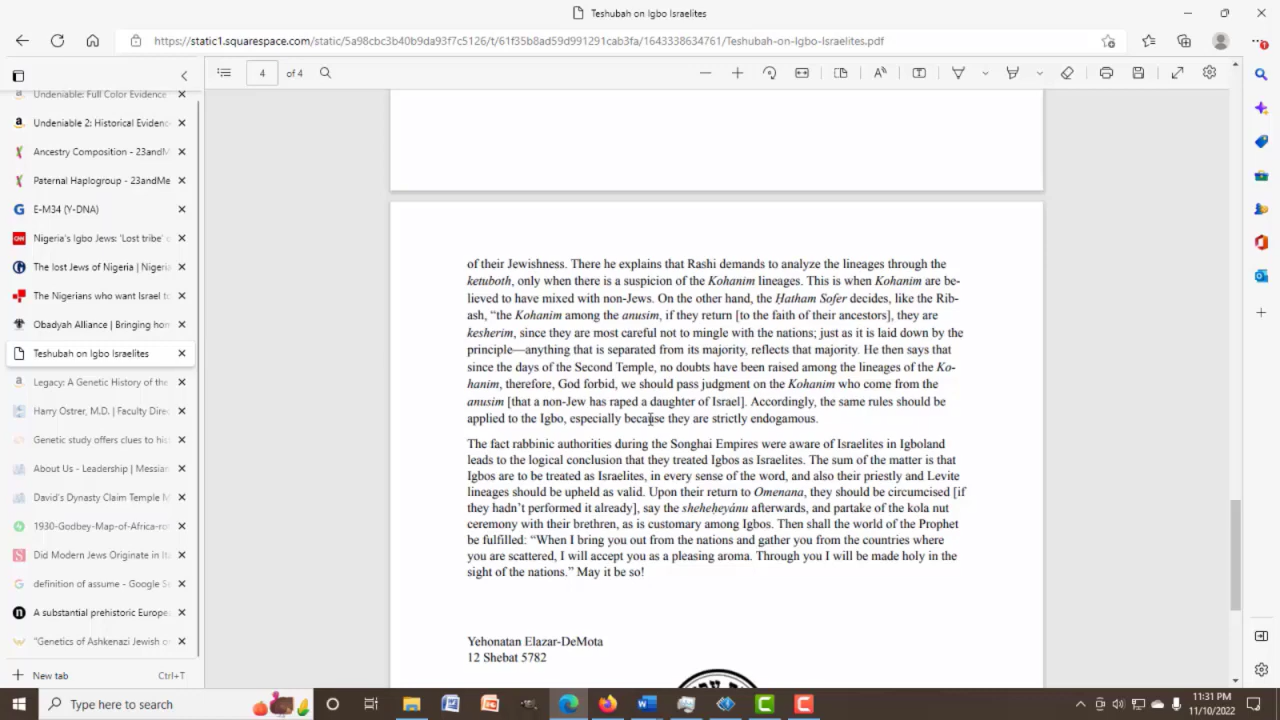 Teshubah on Igbo Israelites
https://static1.squarespace.com/static/5a98cbc3b40b9da93f7c5126/t/61f35b8ad59d991291cab3fa/1643338634761/Teshubah-on-Igbo-Israelites.pdf
4 of 4
Undeniable: Full Color Evidence
Undeniable 2: Historical Evidenc
Ancestry Composition - 23andM
Paternal Haplogroup - 23andMe
E-M34 (Y-DNA)
Nigeria's Igbo Jews: 'Lost tribe'
The lost Jews of Nigeria | Nigeri
The Nigerians who want Israel to
Obadyah Alliance | Bringing hom
Teshubah on Igbo Israelites
Legacy: A Genetic History of the
Harry Ostrer, M.D. | Faculty Dire
Genetic study offers clues to his
About Us - Leadership | Messian
David's Dynasty Claim Temple M
1930-Godbey-Map-of-Africa-ro
Did Modern Jews Originate in Ita
definition of assume - Google Se
A substantial prehistoric Europe
"Genetics of Ashkenazi Jewish o
New tab Ctrl+T
of their Jewishness. There he explains that Rashi demands to analyze the lineages through the
ketuboth, only when there is a suspicion of the Kohanim lineages. This is when Kohanim are be-
lieved to have mixed with non-Jews. On the other hand, the Ḥatham Sofer decides, like the Rib-
ash, “the Kohanim among the anusim, if they return [to the faith of their ancestors], they are
kesherim, since they are most careful not to mingle with the nations; just as it is laid down by the
principle—anything that is separated from its majority, reflects that majority. He then says that
since the days of the Second Temple, no doubts have been raised among the lineages of the Ko-
hanim, therefore, God forbid, we should pass judgment on the Kohanim who come from the
anusim [that a non-Jew has raped a daughter of Israel]. Accordingly, the same rules should be
applied to the Igbo, especially because they are strictly endogamous.
The fact rabbinic authorities during the Songhai Empires were aware of Israelites in Igboland
leads to the logical conclusion that they treated Igbos as Israelites. The sum of the matter is that
Igbos are to be treated as Israelites, in every sense of the word, and also their priestly and Levite
lineages should be upheld as valid. Upon their return to Omenana, they should be circumcised [if
they hadn’t performed it already], say the sheheḥeyánu afterwards, and partake of the kola nut
ceremony with their brethren, as is customary among Igbos. Then shall the world of the Prophet
be fulfilled: “When I bring you out from the nations and gather you from the countries where
you are scattered, I will accept you as a pleasing aroma. Through you I will be made holy in the
sight of the nations.” May it be so!
Yehonatan Elazar-DeMota
12 Shebat 5782
Type here to search
11:31 PM
11/10/2022